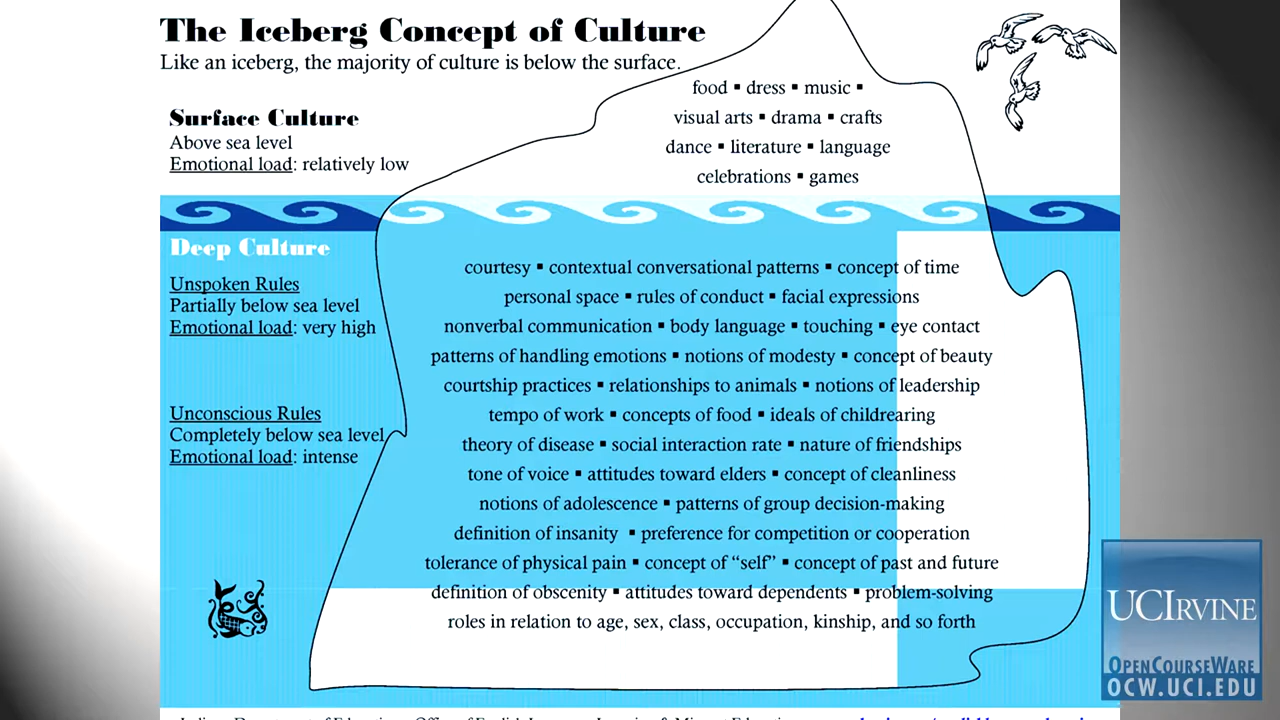 The Iceberg Concept of Culture
Like an iceberg, the majority of culture is below the surface.
Surface Culture
Above sea level
Emotional load: relatively low
food ▪ dress ▪ music ▪
visual arts ▪ drama ▪ crafts
dance ▪ literature ▪ language
celebrations ▪ games
Deep Culture
Unspoken Rules
Partially below sea level
Emotional load: very high
Unconscious Rules
Completely below sea level
Emotional load: intense
courtesy ▪ contextual conversational patterns ▪ concept of time
personal space ▪ rules of conduct ▪ facial expressions
nonverbal communication ▪ body language ▪ touching ▪ eye contact
patterns of handling emotions ▪ notions of modesty ▪ concept of beauty
courtship practices ▪ relationships to animals ▪ notions of leadership
tempo of work ▪ concepts of food ▪ ideals of childrearing
theory of disease ▪ social interaction rate ▪ nature of friendships
tone of voice ▪ attitudes toward elders ▪ concept of cleanliness
notions of adolescence ▪ patterns of group decision-making
definition of insanity ▪ preference for competition or cooperation
tolerance of physical pain ▪ concept of “self” ▪ concept of past and future
definition of obscenity ▪ attitudes toward dependents ▪ problem-solving
roles in relation to age, sex, class, occupation, kinship, and so forth
UCIRVINE
OPENCOURSEWARE
OCW.UCI.EDU